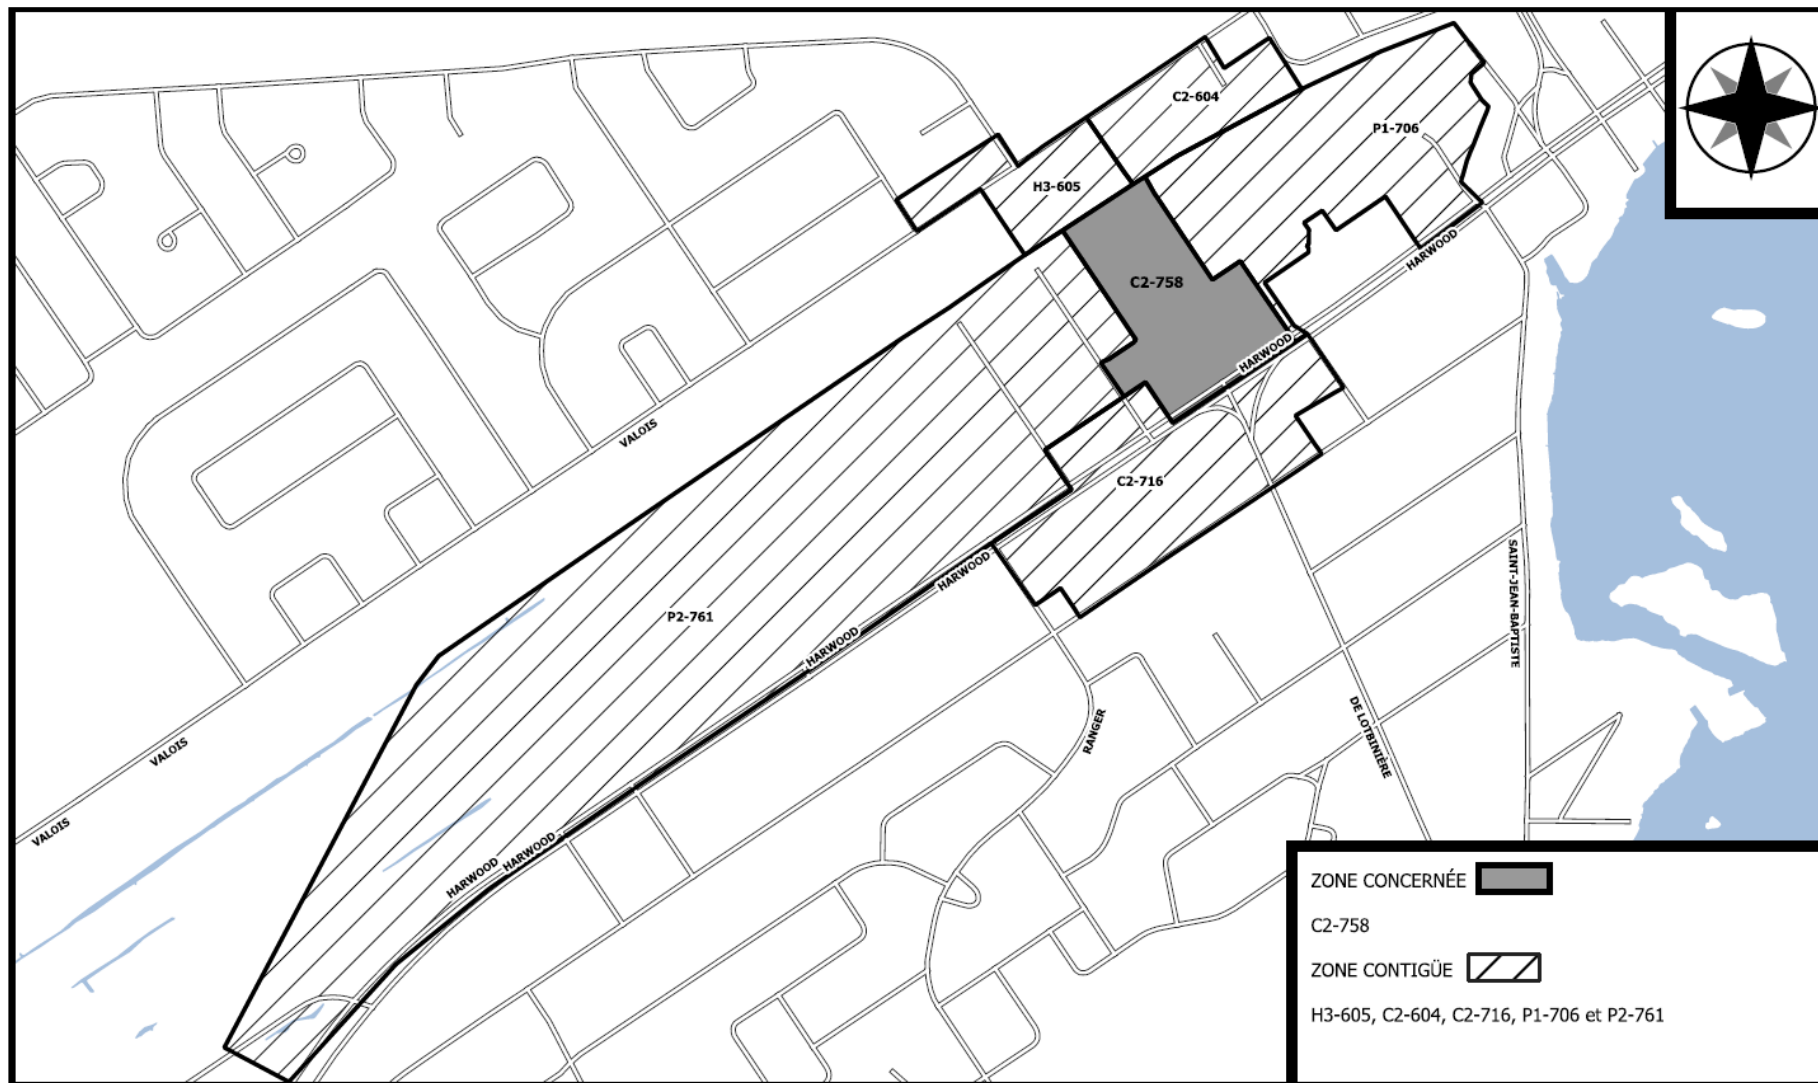 C2-604
P1-706
H3-605
HARWOOD
C2-758
HARWOOD
VALOIS
C2-716
HARWOOD
SAINT-JEAN-BAPTISTE
P2-761
HARWOOD
RANGER
DE LOTBINIÈRE
VALOIS
VALOIS
HARWOOD
HARWOOD
ZONE CONCERNÉE
C2-758
ZONE CONTIGÜE
H3-605, C2-604, C2-716, P1-706 et P2-761